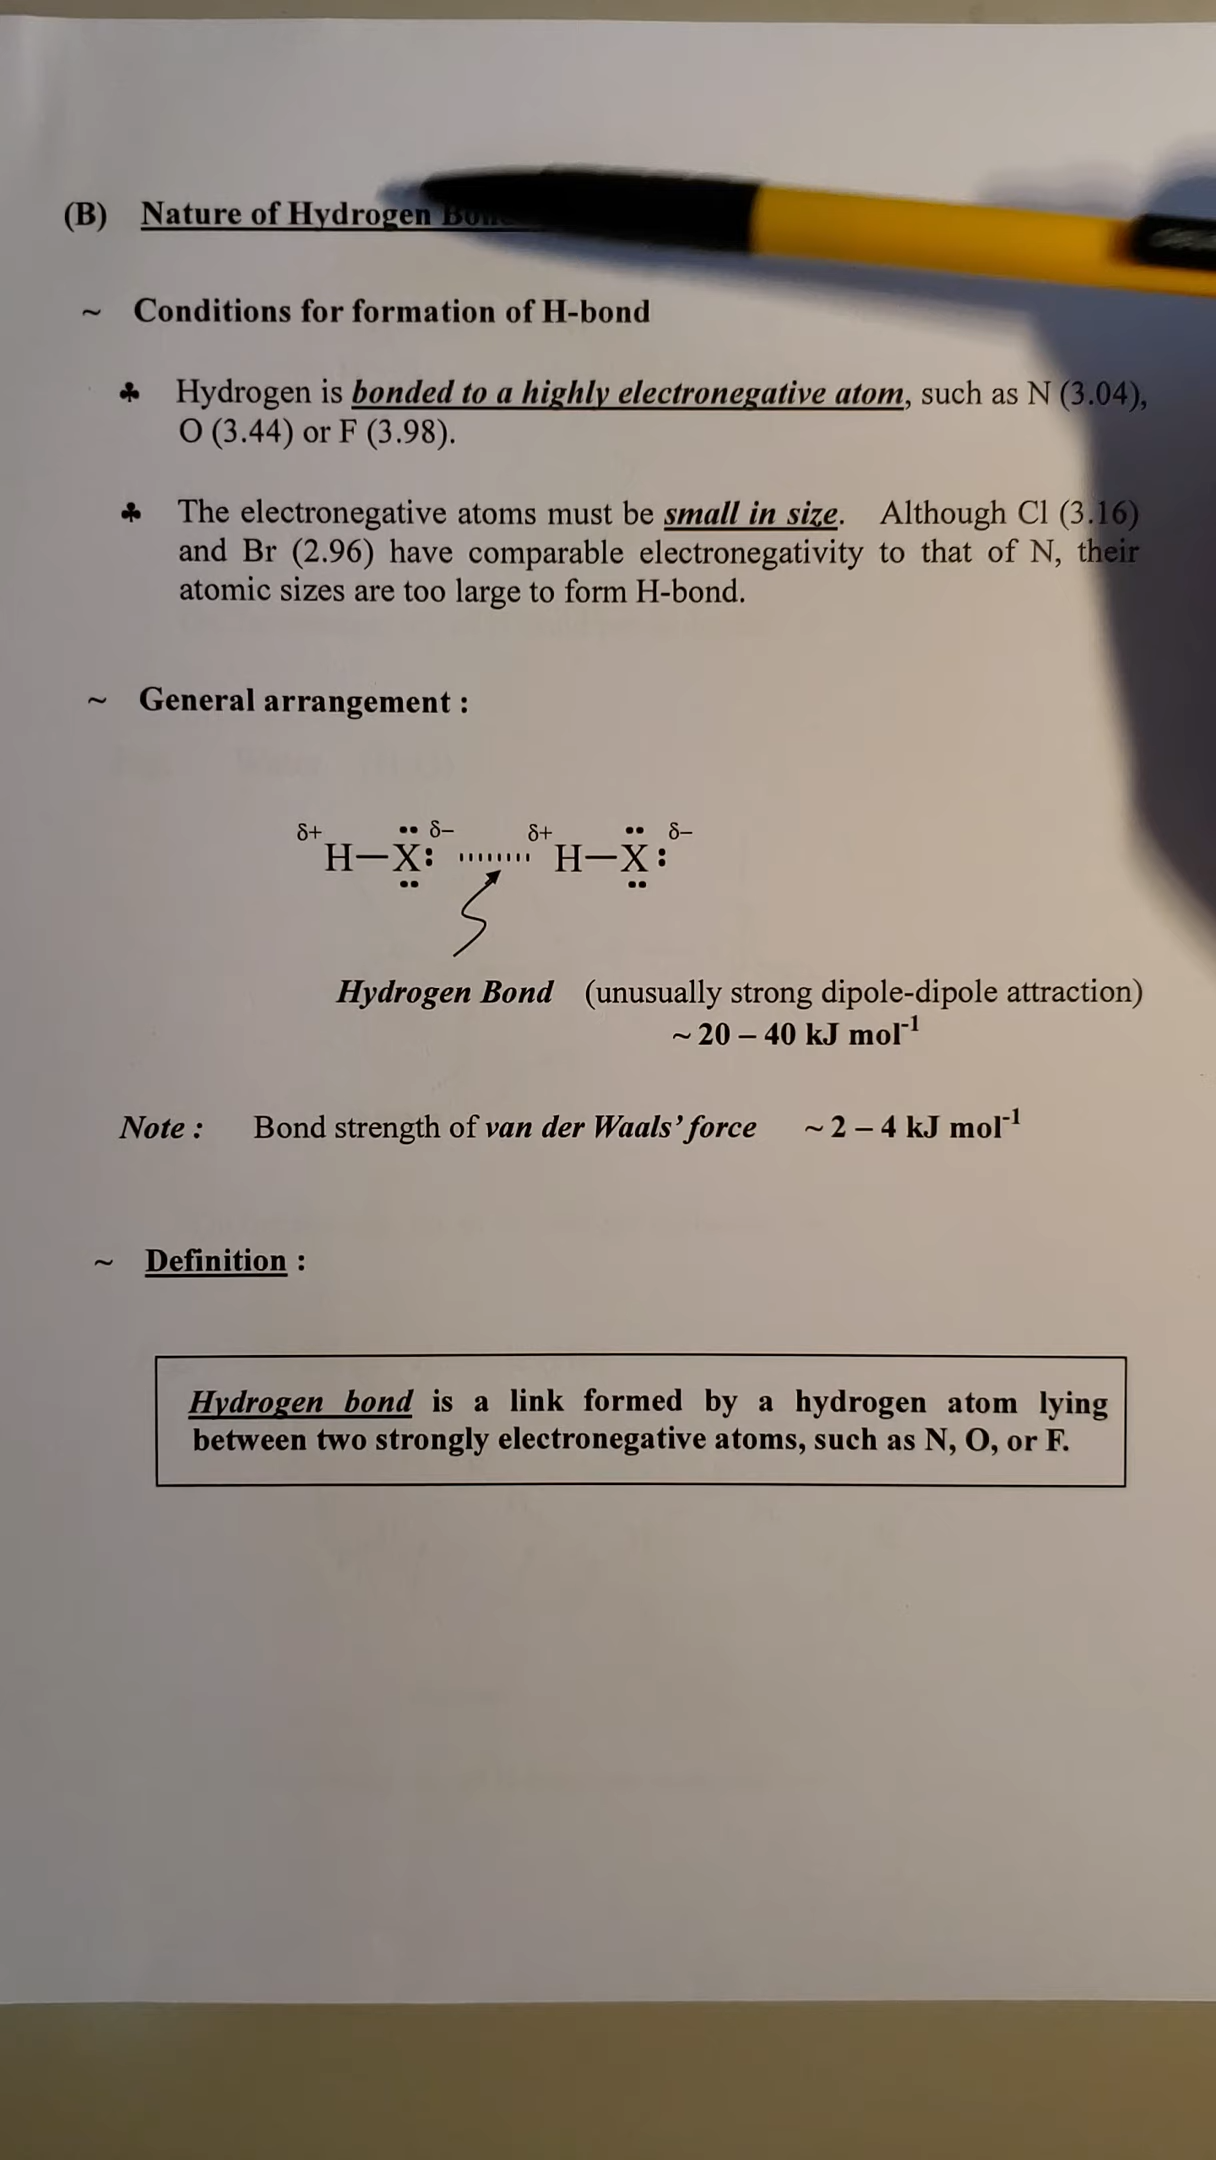 (B) Nature of Hydrogen
~ Conditions for formation of H-bond
♣ Hydrogen is bonded to a highly electronegative atom, such as N (3.04),
O (3.44) or F (3.98).
♣ The electronegative atoms must be small in size. Although Cl (3.16)
and Br (2.96) have comparable electronegativity to that of N, their
atomic sizes are too large to form H-bond.
~ General arrangement :
δ+ δ– δ+ δ–
H—X: ········ H—X:
Hydrogen Bond (unusually strong dipole-dipole attraction)
~ 20 – 40 kJ mol⁻¹
Note : Bond strength of van der Waals' force ~ 2 – 4 kJ mol⁻¹
~ Definition :
Hydrogen bond is a link formed by a hydrogen atom lying
between two strongly electronegative atoms, such as N, O, or F.